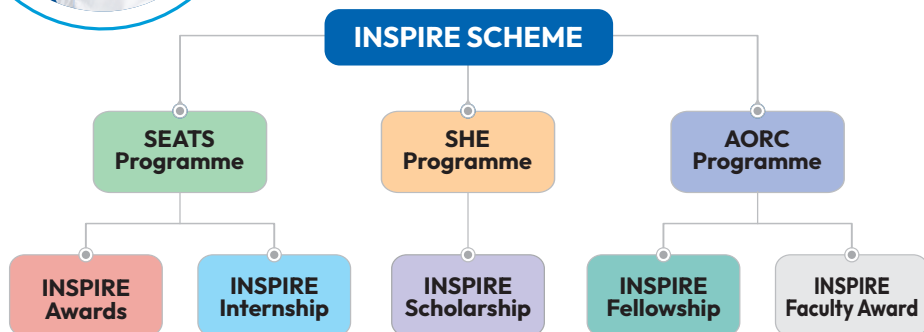 INSPIRE SCHEME
SEATS
Programme
SHE
Programme
AORC
Programme
INSPIRE
Awards
INSPIRE
Internship
INSPIRE
Scholarship
INSPIRE
Fellowship
INSPIRE
Faculty Award